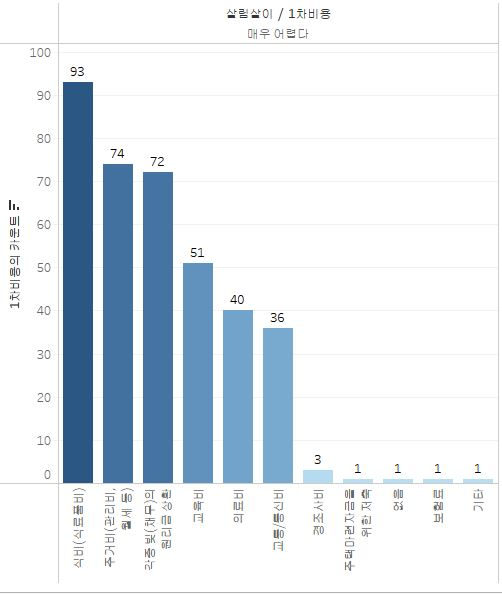 살림살이 / 1차비용
매우 어렵다
1차비용의 카운트
100
90
80
70
60
50
40
30
20
10
0
93
74
72
51
40
36
3
1
1
1
1
식비(식료품비)
주거비(관리비,
월세 등)
각종빚(채무)의
원리금 상환
교육비
의료비
교통/통신비
경조사비
주택마련자금을
위한 저축
없음
보험료
기타